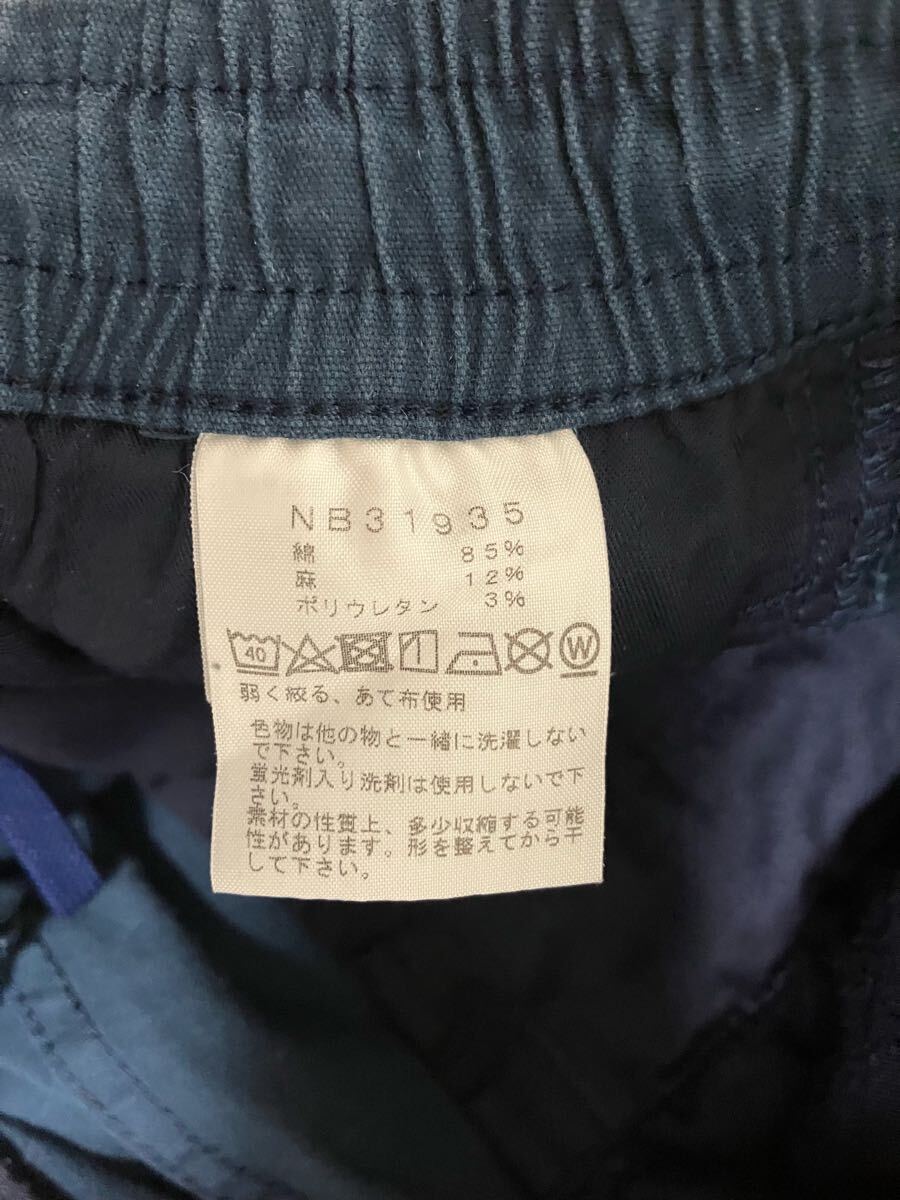 NB31935
綿 85%
麻 12%
ポリウレタン 3%
40 W
弱く絞る、あて布使用
色物は他の物と一緒に洗濯しない
で下さい。
蛍光剤入り洗剤は使用しないで下
さい。
素材の性質上、多少収縮する可能
性があります。形を整えてから干
して下さい。